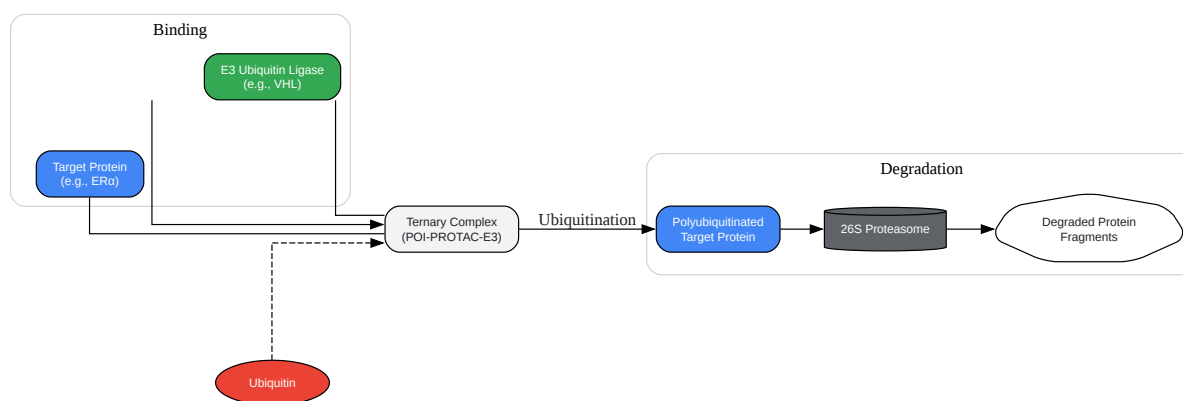 Binding
E3 Ubiquitin Ligase
(e.g., VHL)
Target Protein
(e.g., ERα)
Ternary Complex
(POI-PROTAC-E3)
Ubiquitination
Degradation
Polyubiquitinated
Target Protein
26S Proteasome
Degraded Protein
Fragments
Ubiquitin